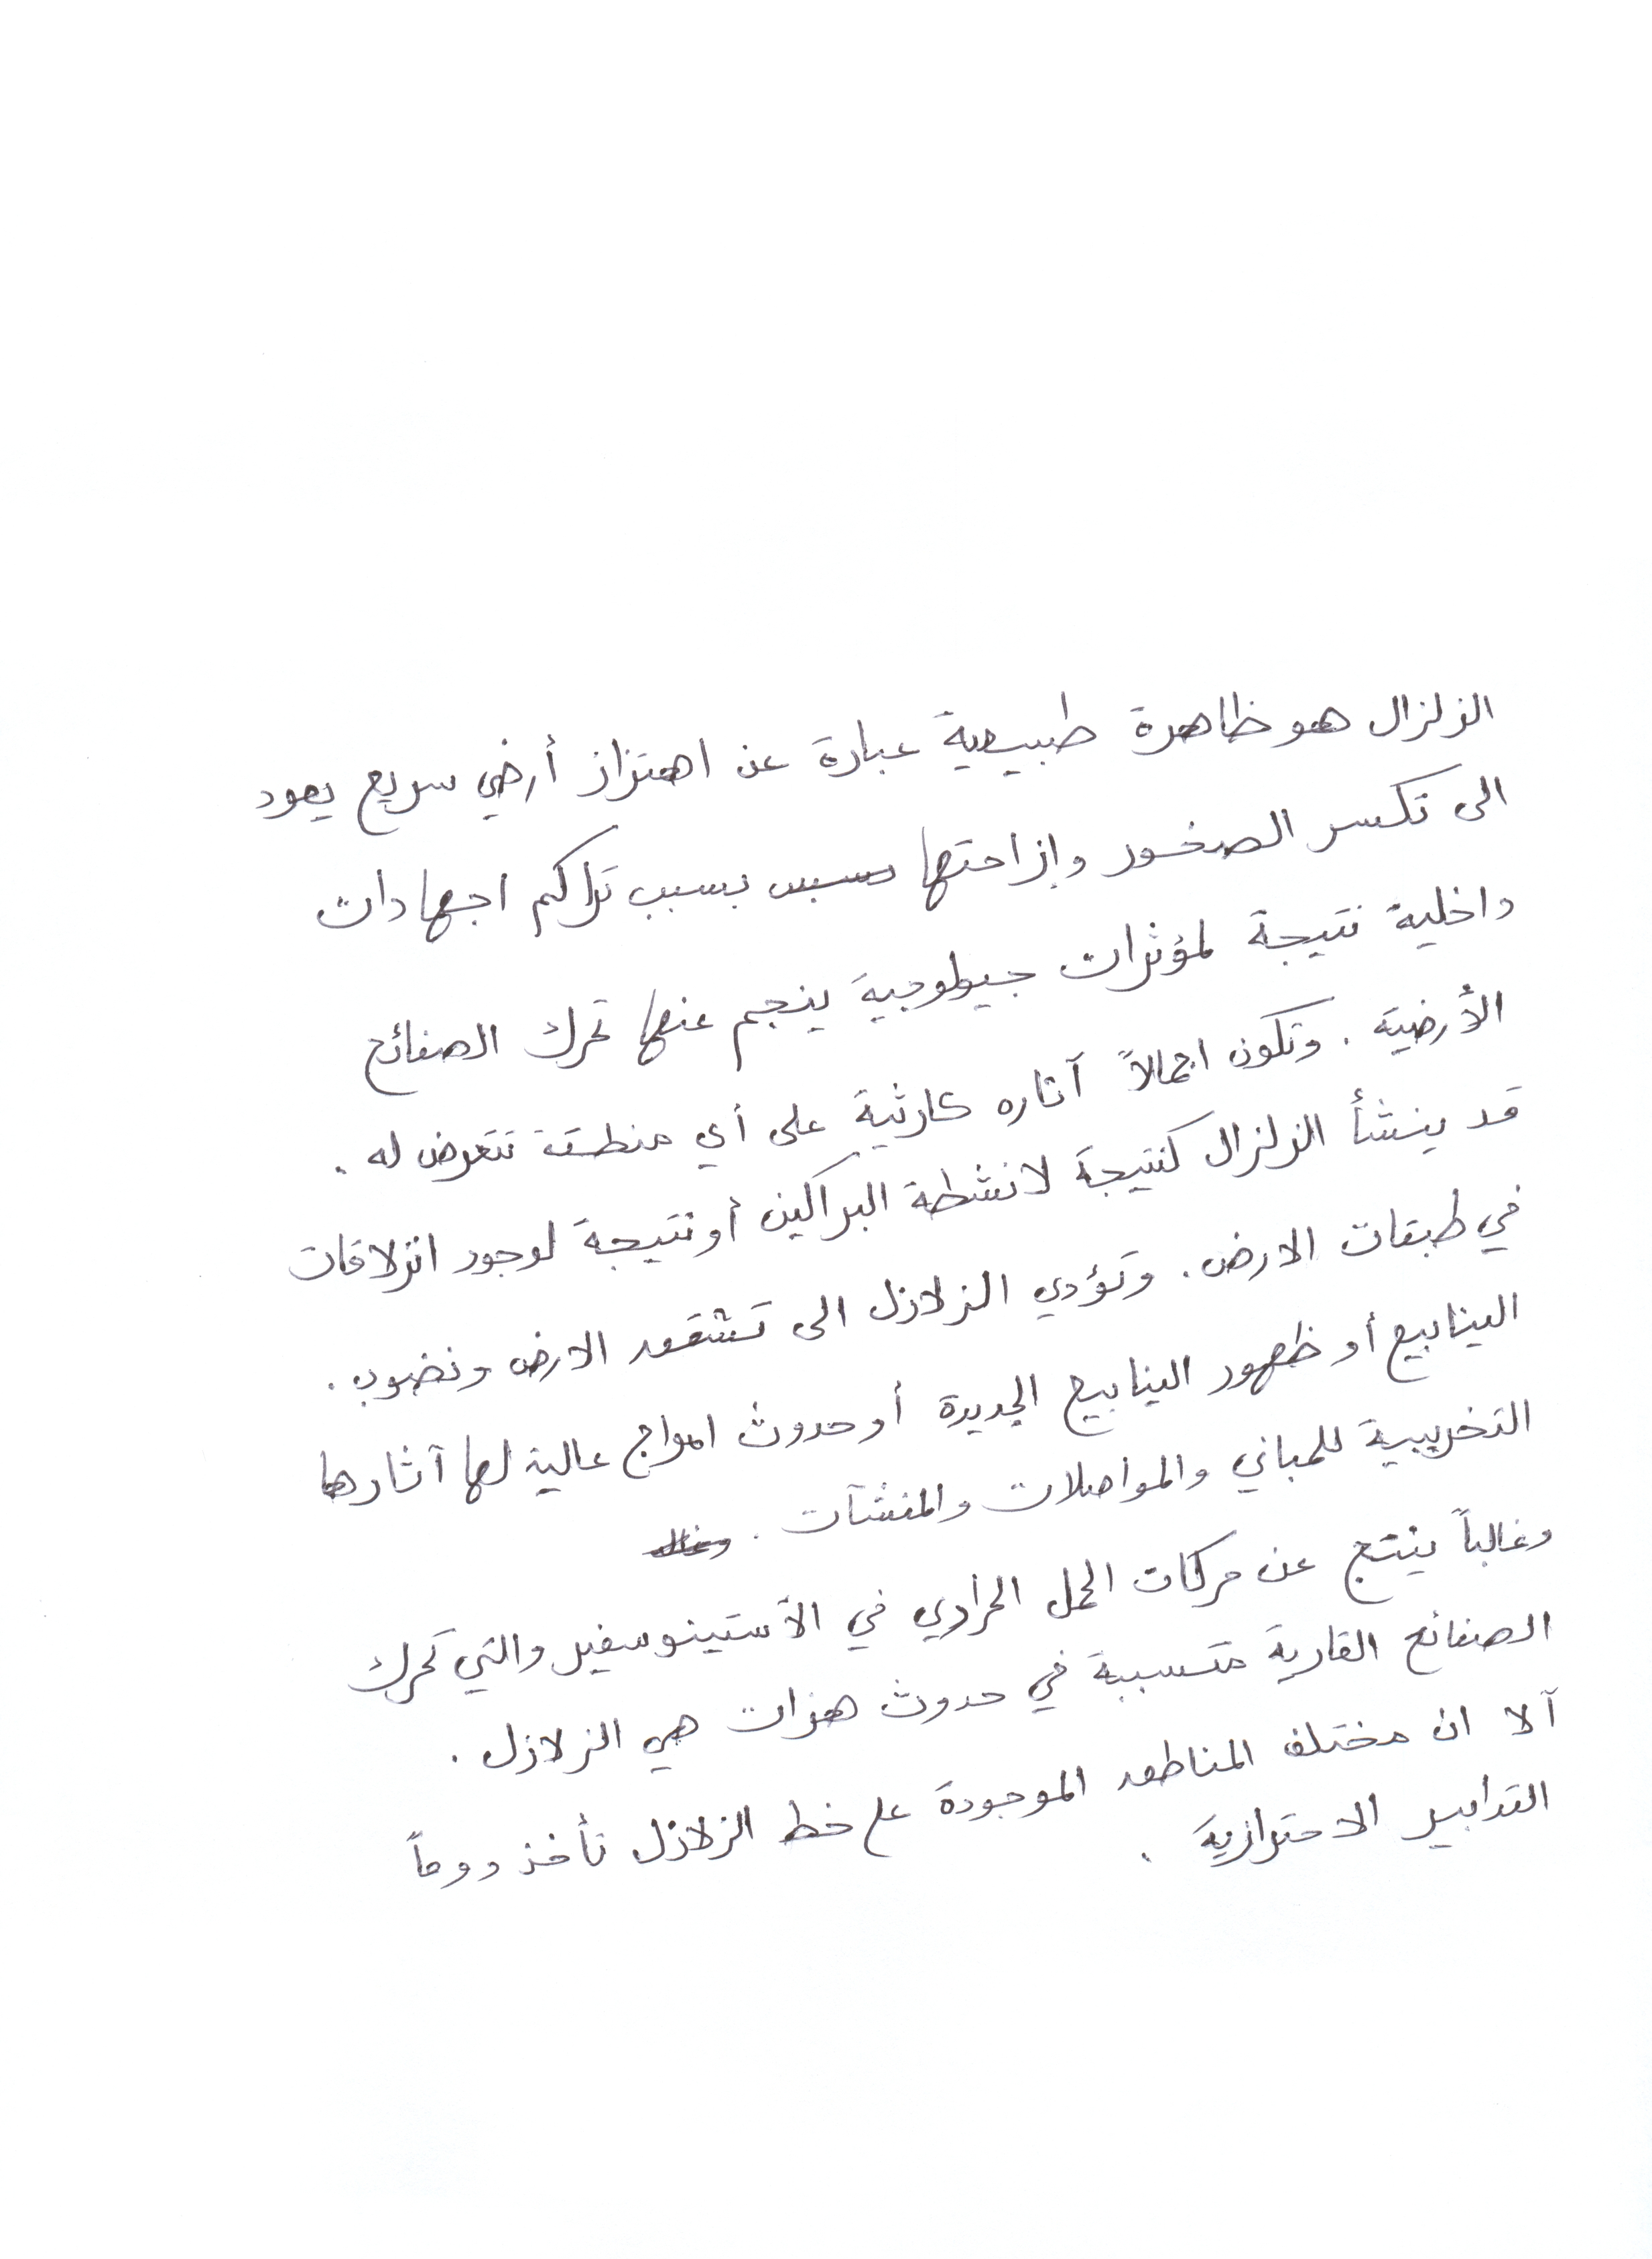 الزلزال هو ظاهرة طبيعية عبارة عن اهتزاز أرضي سريع يعود
الى تكسر الصخور وإزاحتها بسبب تراكم اجهادات
داخلية نتيجة لمؤثرات جيولوجية ينجم عنها تحرك الصفائح
الأرضية . وتكون اجمالاً آثاره كارثية على أي منطقة تتعرض له .
قد ينشأ الزلزال كنتيجة لانشطة البراكين أو نتيجة لوجود انزلاقات
في طبقات الارض . وتؤدي الزلازل الى تشقق الارض ونضوب .
الينابيع أو ظهور الينابيع الجديدة أو حدوث امواج عالية لها آثارها
التخريبية للمباني والمواصلات والمنشآت .
وغالباً ينتج عن حركات الحمل الحراري في الأستينوسفير والتي تحرك
الصفائح القارية متسببة في حدوث هزات هي الزلازل .
آلا ان مختلف المناطق الموجودة على خط الزلازل تأخذ دوماً
التدابير الاحترازية .